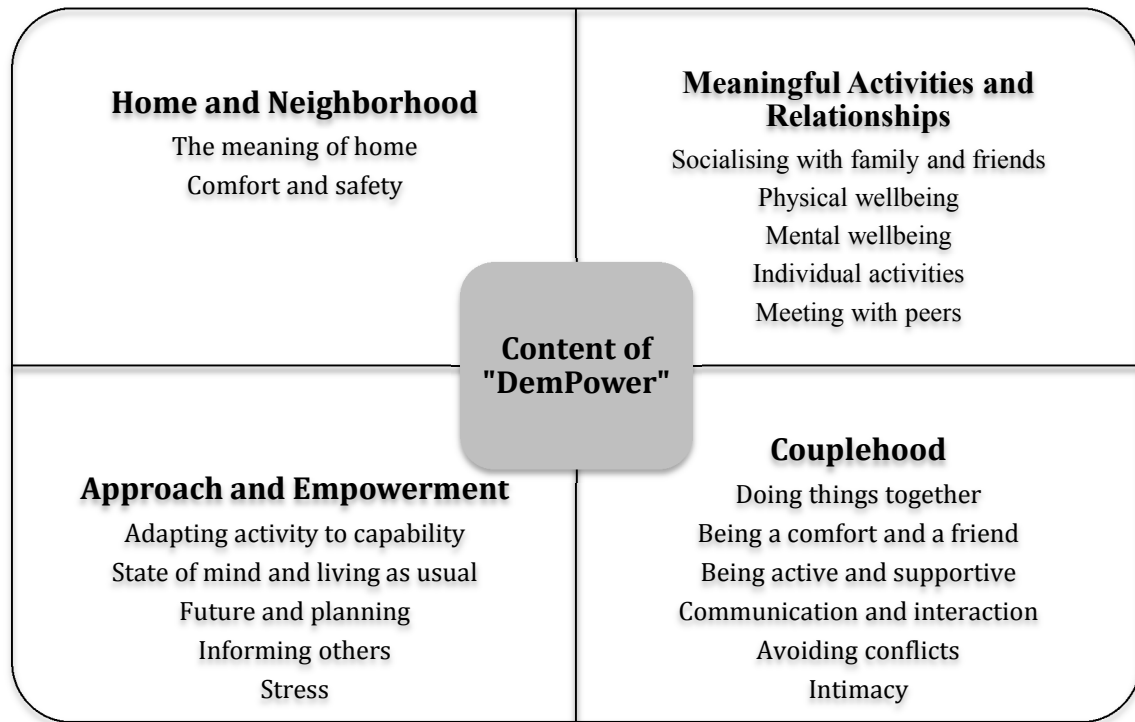 Home and Neighborhood
The meaning of home
Comfort and safety
Meaningful Activities and
Relationships
Socialising with family and friends
Physical wellbeing
Mental wellbeing
Individual activities
Meeting with peers
Content of
"DemPower"
Approach and Empowerment
Adapting activity to capability
State of mind and living as usual
Future and planning
Informing others
Stress
Couplehood
Doing things together
Being a comfort and a friend
Being active and supportive
Communication and interaction
Avoiding conflicts
Intimacy